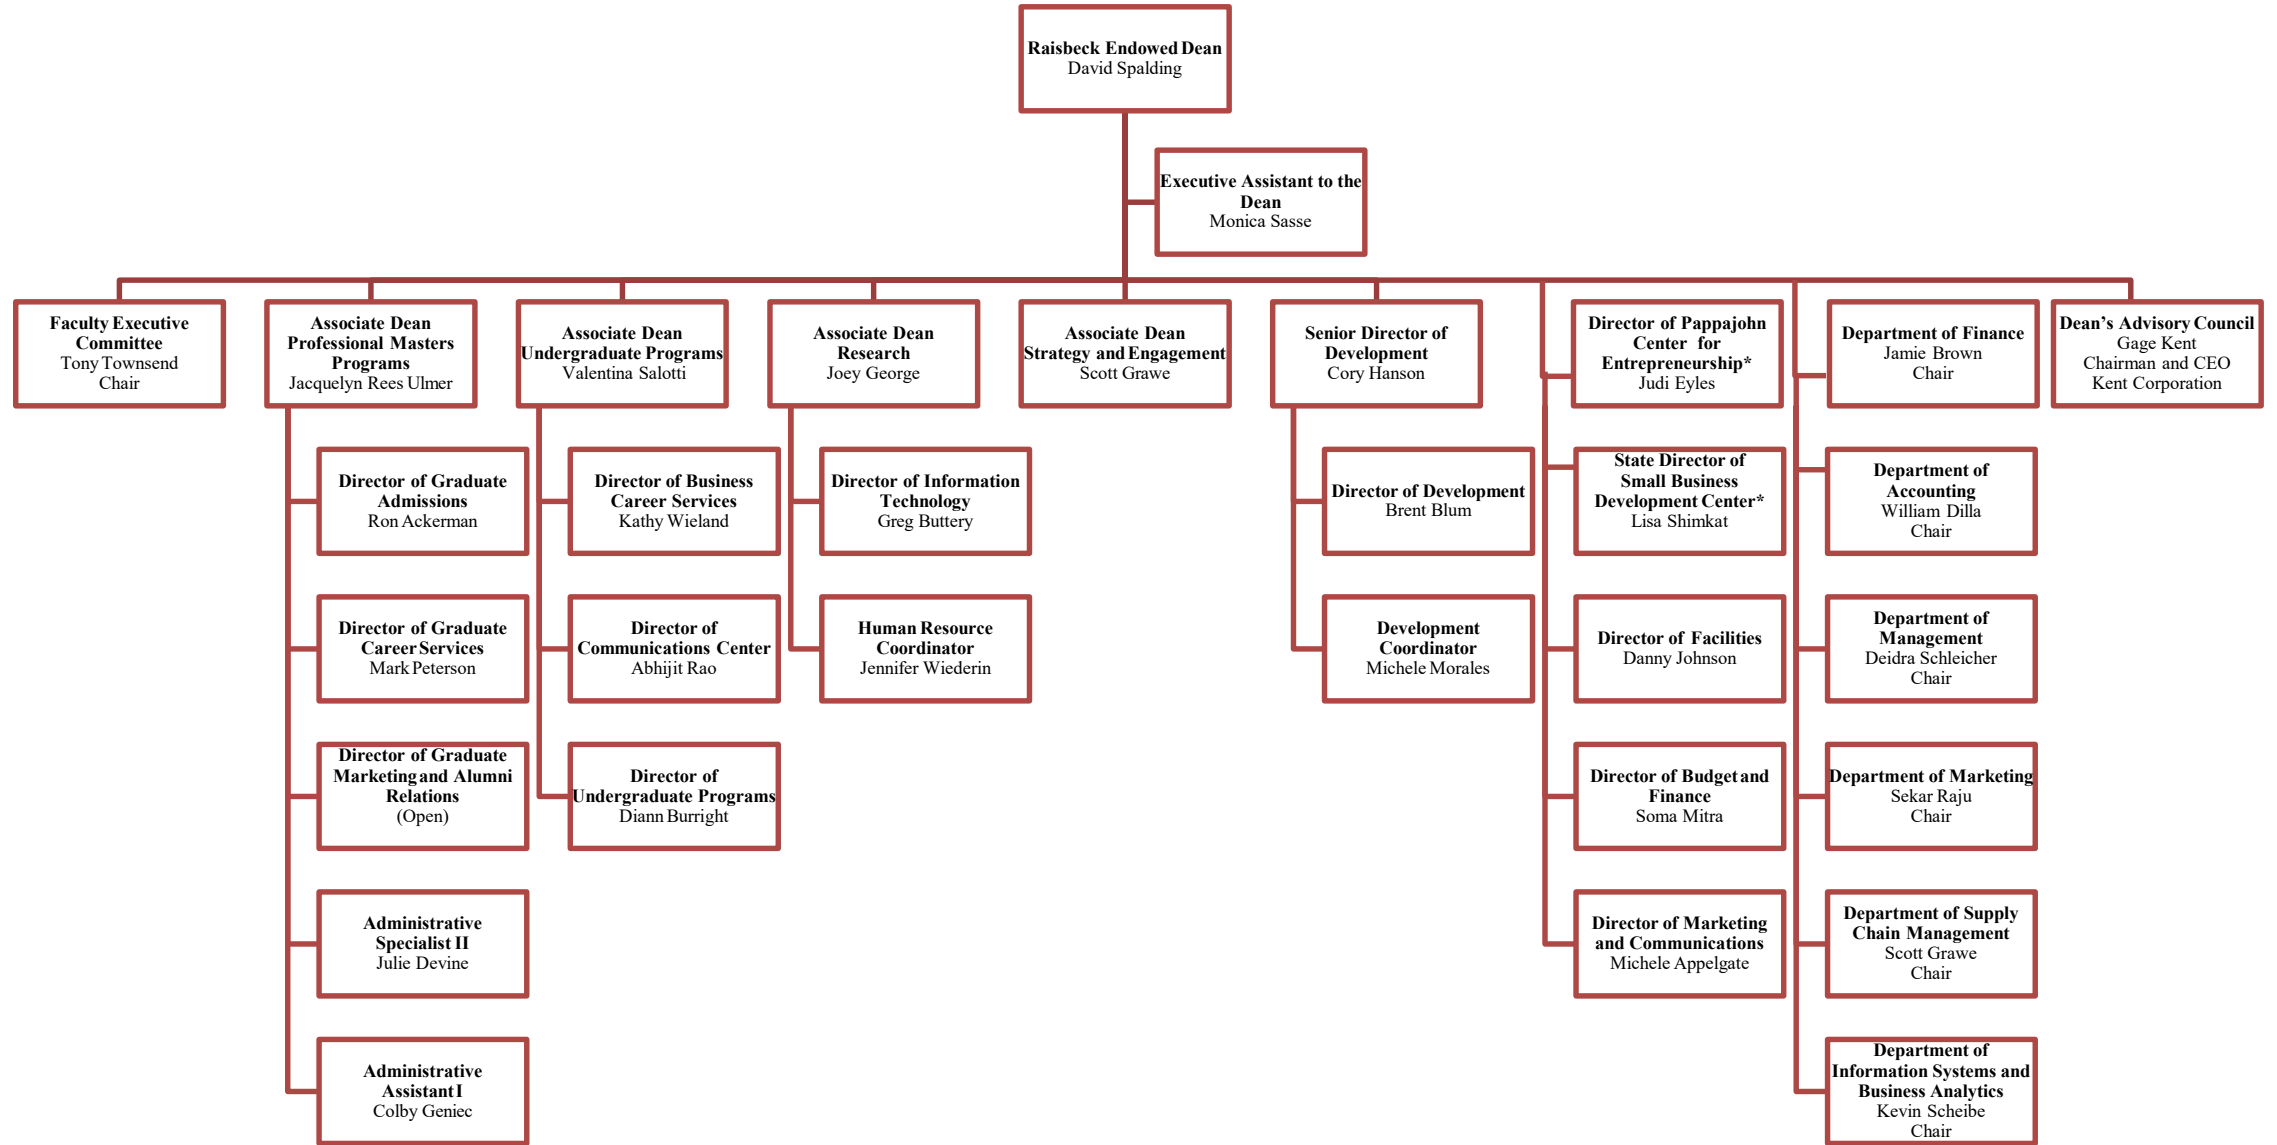 Raisbeck Endowed Dean
David Spalding
Executive Assistant to the
Dean
Monica Sasse
Faculty Executive
Committee
Tony Townsend
Chair
Associate Dean
Professional Masters
Programs
Jacquelyn Rees Ulmer
Associate Dean
Undergraduate Programs
Valentina Salotti
Associate Dean
Research
Joey George
Associate Dean
Strategy and Engagement
Scott Grawe
Senior Director of
Development
Cory Hanson
Director of Pappajohn
Center for
Entrepreneurship*
Judi Eyles
Department of Finance
Jamie Brown
Chair
Dean’s Advisory Council
Gage Kent
Chairman and CEO
Kent Corporation
Director of Graduate
Admissions
Ron Ackerman
Director of Business
Career Services
Kathy Wieland
Director of Information
Technology
Greg Buttery
Director of Development
Brent Blum
State Director of
Small Business
Development Center*
Lisa Shimkat
Department of
Accounting
William Dilla
Chair
Director of Graduate
Career Services
Mark Peterson
Director of
Communications Center
Abhijit Rao
Human Resource
Coordinator
Jennifer Wiederin
Development
Coordinator
Michele Morales
Director of Facilities
Danny Johnson
Department of
Management
Deidra Schleicher
Chair
Director of Graduate
Marketing and Alumni
Relations
(Open)
Director of
Undergraduate Programs
Diann Burright
Director of Budget and
Finance
Soma Mitra
Department of Marketing
Sekar Raju
Chair
Administrative
Specialist II
Julie Devine
Director of Marketing
and Communications
Michele Appelgate
Department of Supply
Chain Management
Scott Grawe
Chair
Administrative
Assistant I
Colby Geniec
Department of
Information Systems and
Business Analytics
Kevin Scheibe
Chair